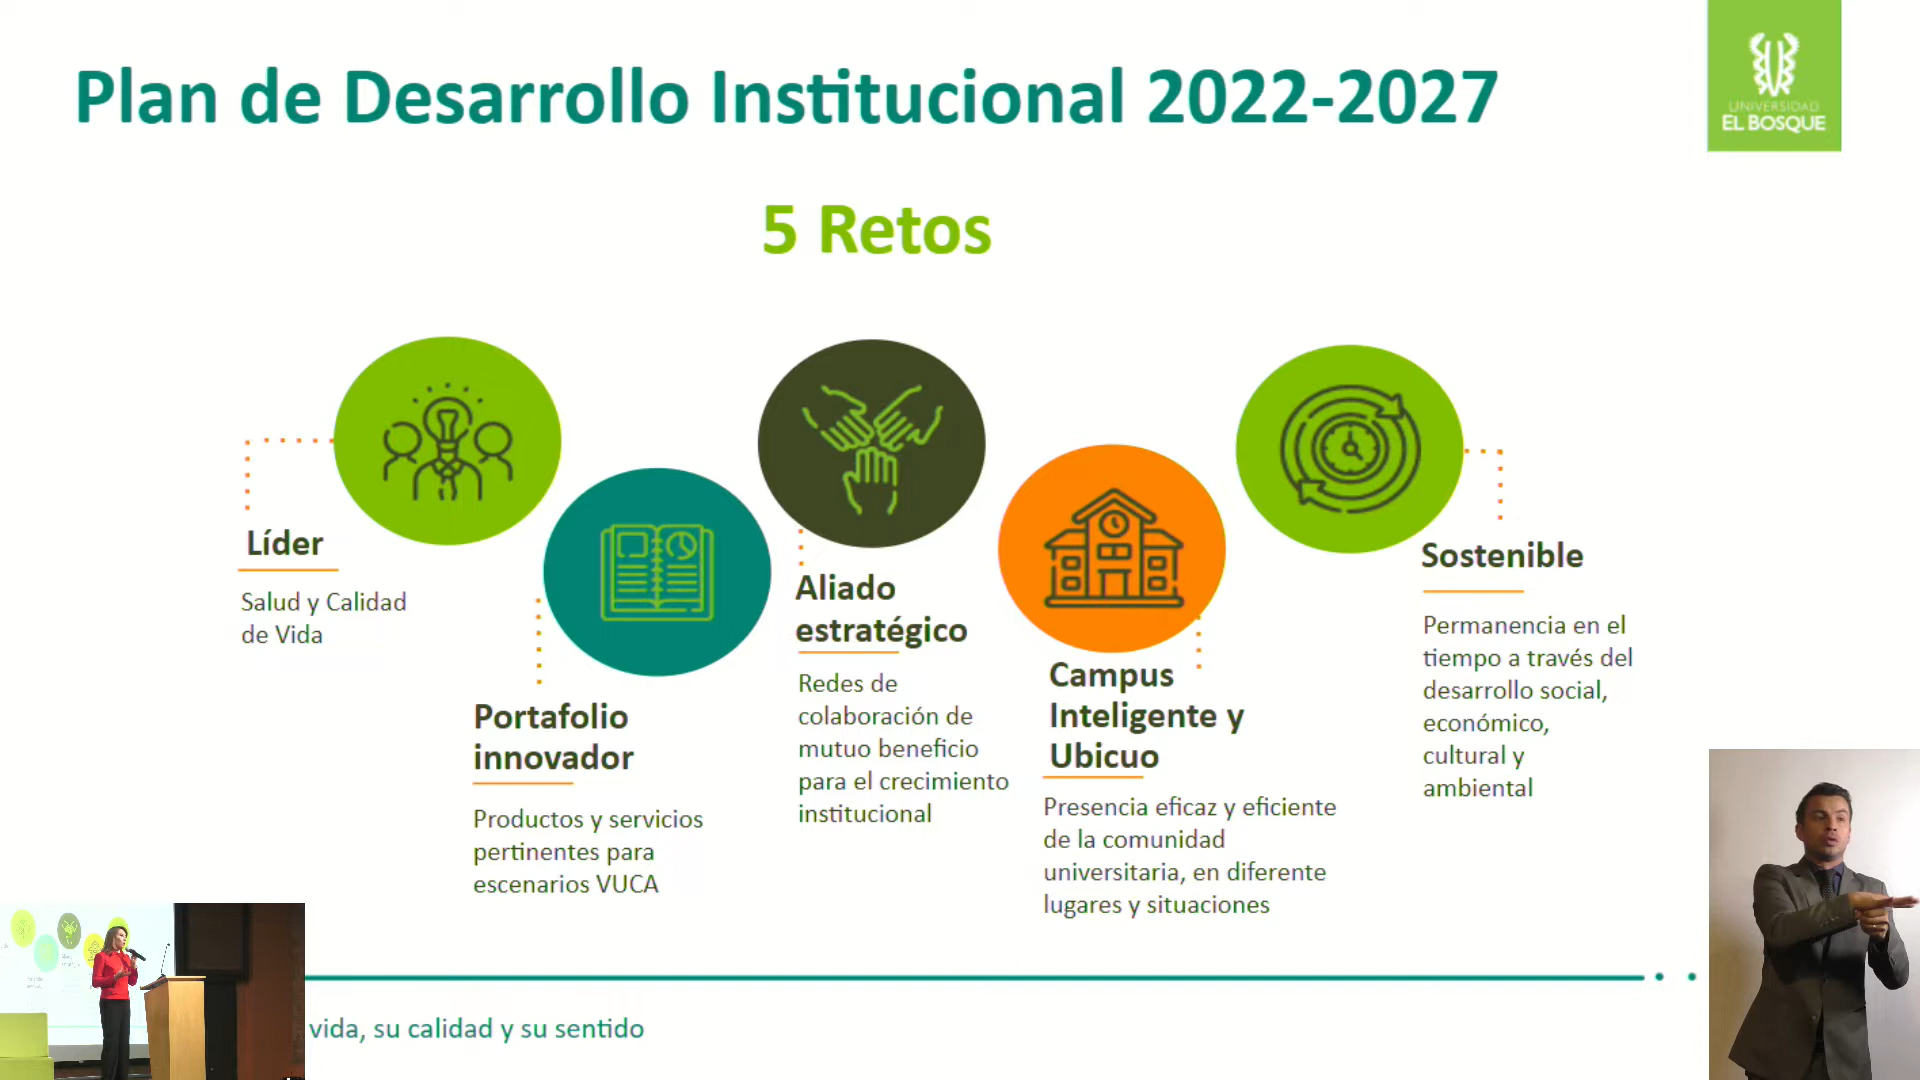 Plan de Desarrollo Institucional 2022-2027
UNIVERSIDAD
EL BOSQUE
5 Retos
Líder
Salud y Calidad
de Vida
Portafolio
innovador
Productos y servicios
pertinentes para
escenarios VUCA
Aliado
estratégico
Redes de
colaboración de
mutuo beneficio
para el crecimiento
institucional
Campus
Inteligente y
Ubicuo
Presencia eficaz y eficiente
de la comunidad
universitaria, en diferente
lugares y situaciones
Sostenible
Permanencia en el
tiempo a través del
desarrollo social,
económico,
cultural y
ambiental
vida, su calidad y su sentido